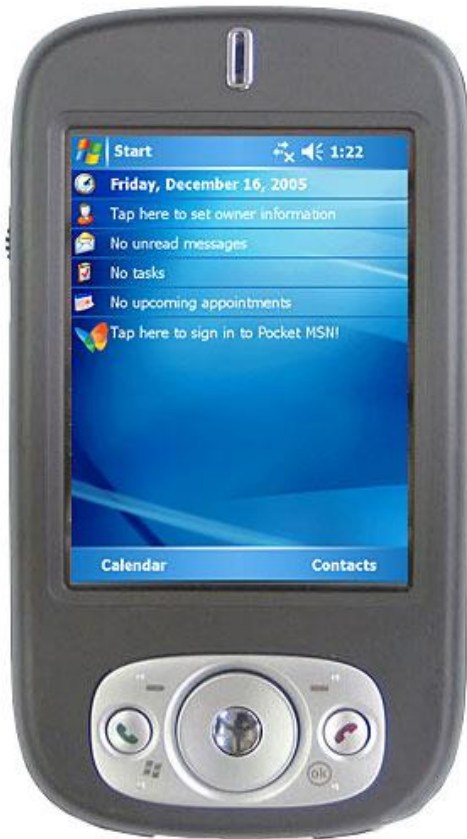 Start 1:22
Friday, December 16, 2005
Tap here to set owner information
No unread messages
No tasks
No upcoming appointments
Tap here to sign in to Pocket MSN!
Calendar Contacts
ok